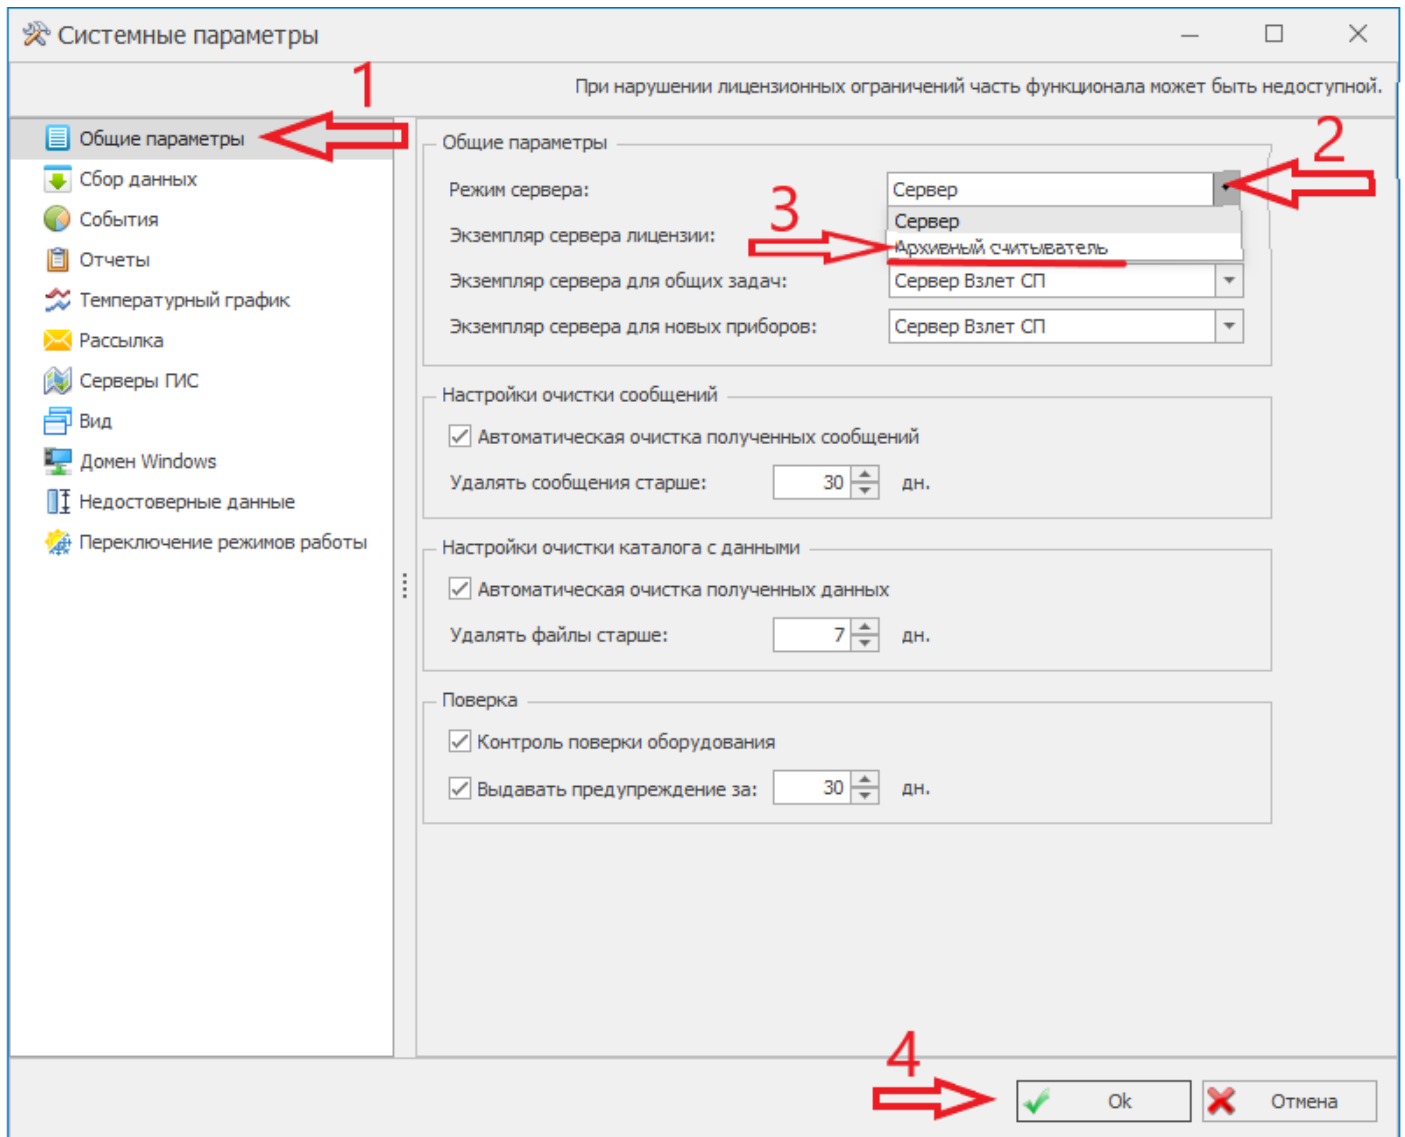 Системные параметры
1
При нарушении лицензионных ограничений часть функционала может быть недоступной.
Общие параметры
Сбор данных
События
Отчеты
Температурный график
Рассылка
Серверы ГИС
Вид
Домен Windows
Недостоверные данные
Переключение режимов работы
Общие параметры
2
Режим сервера: Сервер
Сервер
3
Архивный считыватель
Экземпляр сервера лицензии:
Экземпляр сервера для общих задач: Сервер Взлет СП
Экземпляр сервера для новых приборов: Сервер Взлет СП
Настройки очистки сообщений
Автоматическая очистка полученных сообщений
Удалять сообщения старше: 30 дн.
Настройки очистки каталога с данными
Автоматическая очистка полученных данных
Удалять файлы старше: 7 дн.
Поверка
Контроль поверки оборудования
Выдавать предупреждение за: 30 дн.
4
Ok Отмена